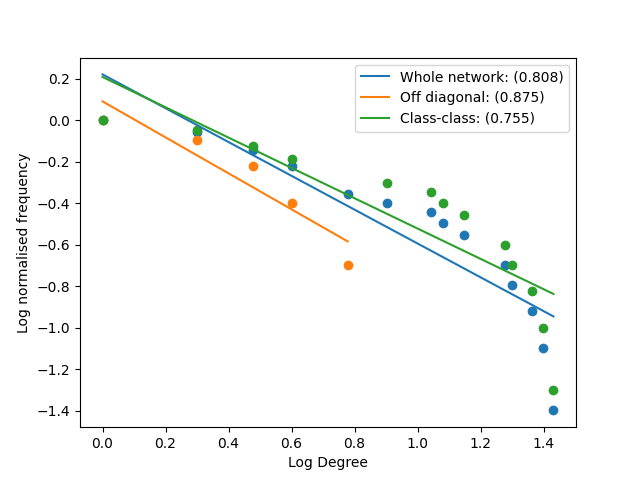 Whole network: (0.808)
Off diagonal: (0.875)
Class-class: (0.755)
0.2
0.0
−0.2
−0.4
−0.6
−0.8
−1.0
−1.2
−1.4
Log normalised frequency
0.0 0.2 0.4 0.6 0.8 1.0 1.2 1.4
Log Degree